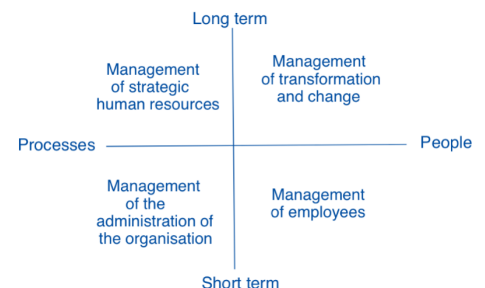 Long term
Management
of strategic
human resources
Management
of transformation
and change
Processes
People
Management
of the
administration of
the organisation
Management
of employees
Short term